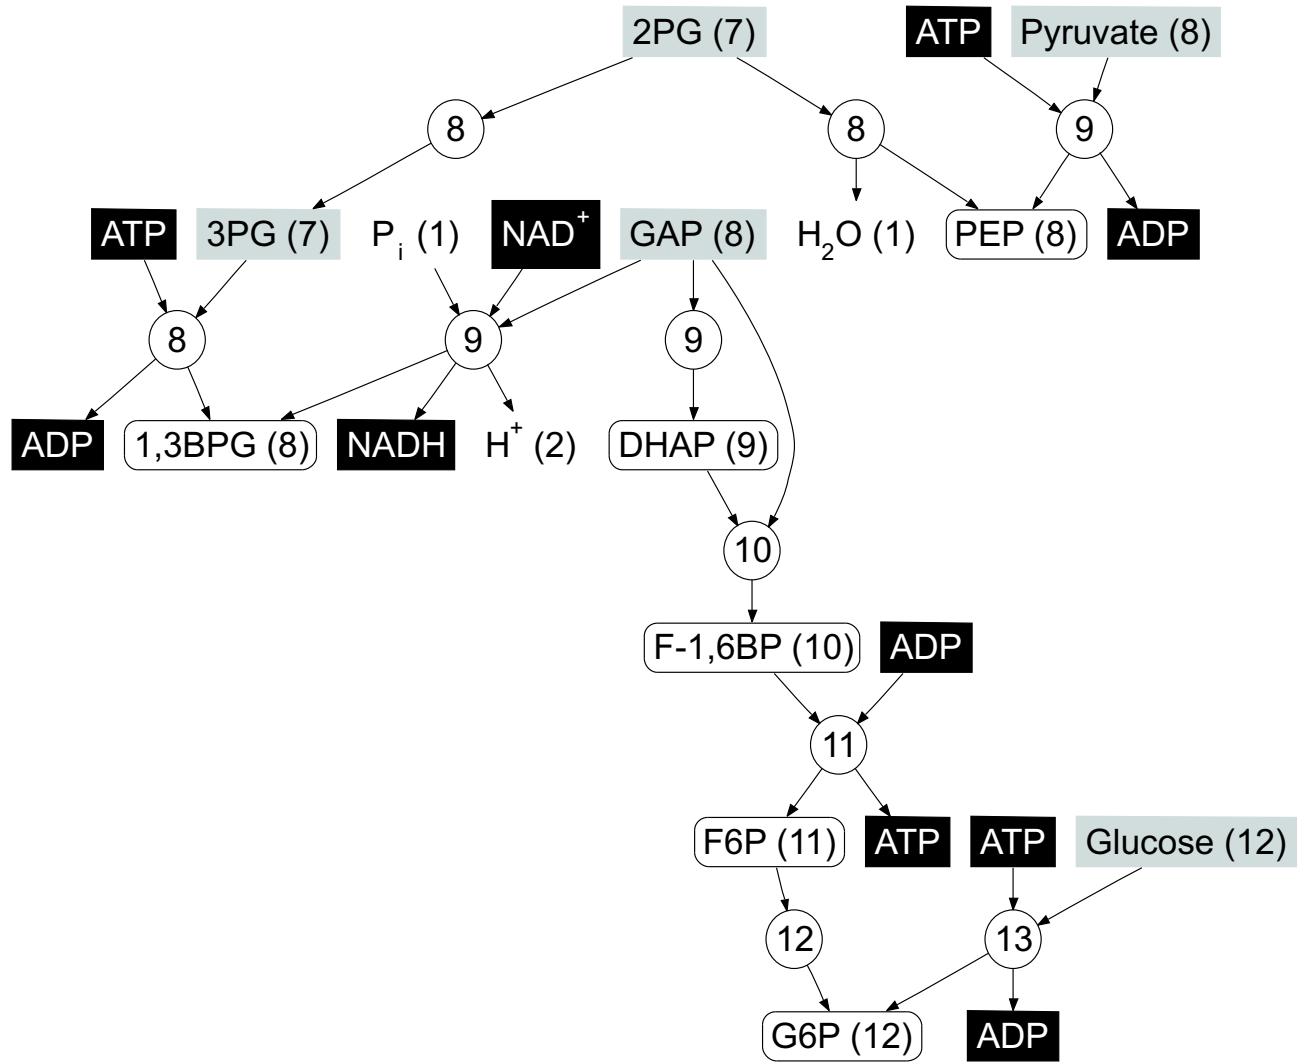 2PG (7) ATP Pyruvate (8)
8 8 9
ATP 3PG (7) P_i (1) NAD⁺ GAP (8) H₂O (1) PEP (8) ADP
8 9 9
ADP 1,3BPG (8) NADH H⁺ (2) DHAP (9)
10
F-1,6BP (10) ADP
11
F6P (11) ATP ATP Glucose (12)
12 13
G6P (12) ADP